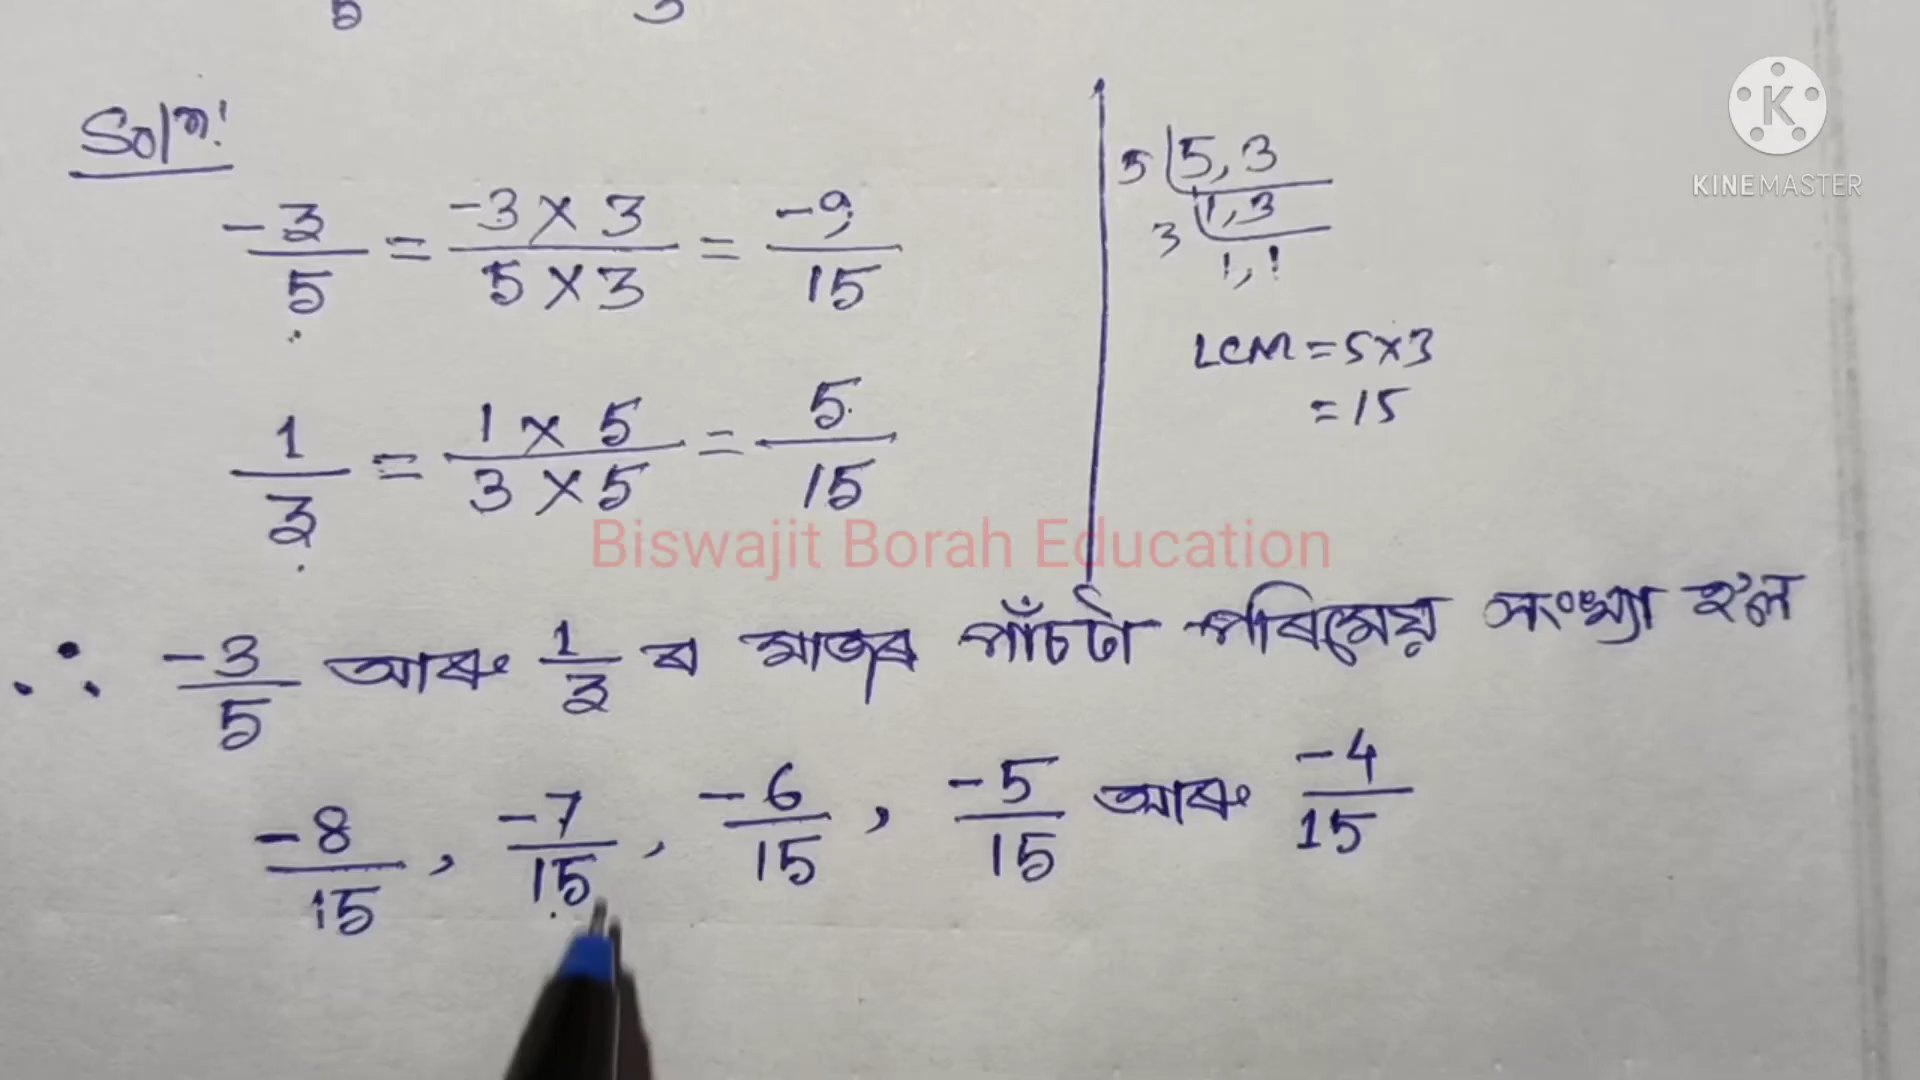 Solⁿ:
-3/5 = -3×3/5×3 = -9/15
1/3 = 1×5/3×5 = 5/15
5 | 5, 3
3 | 1, 3
1, 1
LCM = 5×3
= 15
∴ -3/5 আৰু 1/3 ৰ মাজৰ পাঁচটা পৰিমেয় সংখ্যা হ'ল
-8/15, -7/15, -6/15, -5/15 আৰু -4/15
Biswajit Borah Education
K
KINEMASTER